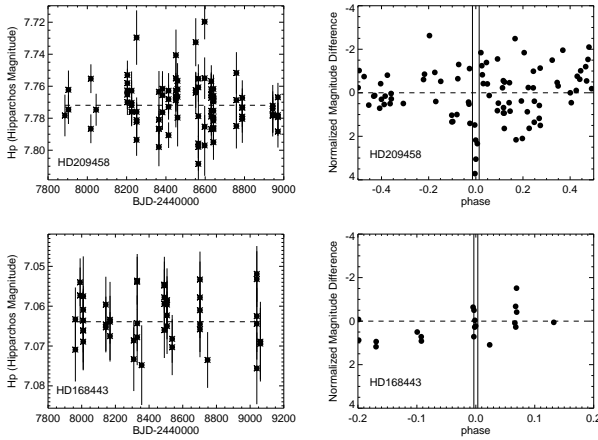 Hp (Hipparchos Magnitude)
7.72
7.74
7.76
7.78
7.80
HD209458
7800 8000 8200 8400 8600 8800 9000
BJD-2440000
Normalized Magnitude Difference
-4
-2
0
2
4
HD209458
-0.4 -0.2 0.0 0.2 0.4
phase
Hp (Hipparchos Magnitude)
7.05
7.06
7.07
7.08
HD168443
7800 8000 8200 8400 8600 8800 9000 9200
BJD-2440000
Normalized Magnitude Difference
-4
-2
0
2
4
HD168443
-0.2 -0.1 0.0 0.1 0.2
phase